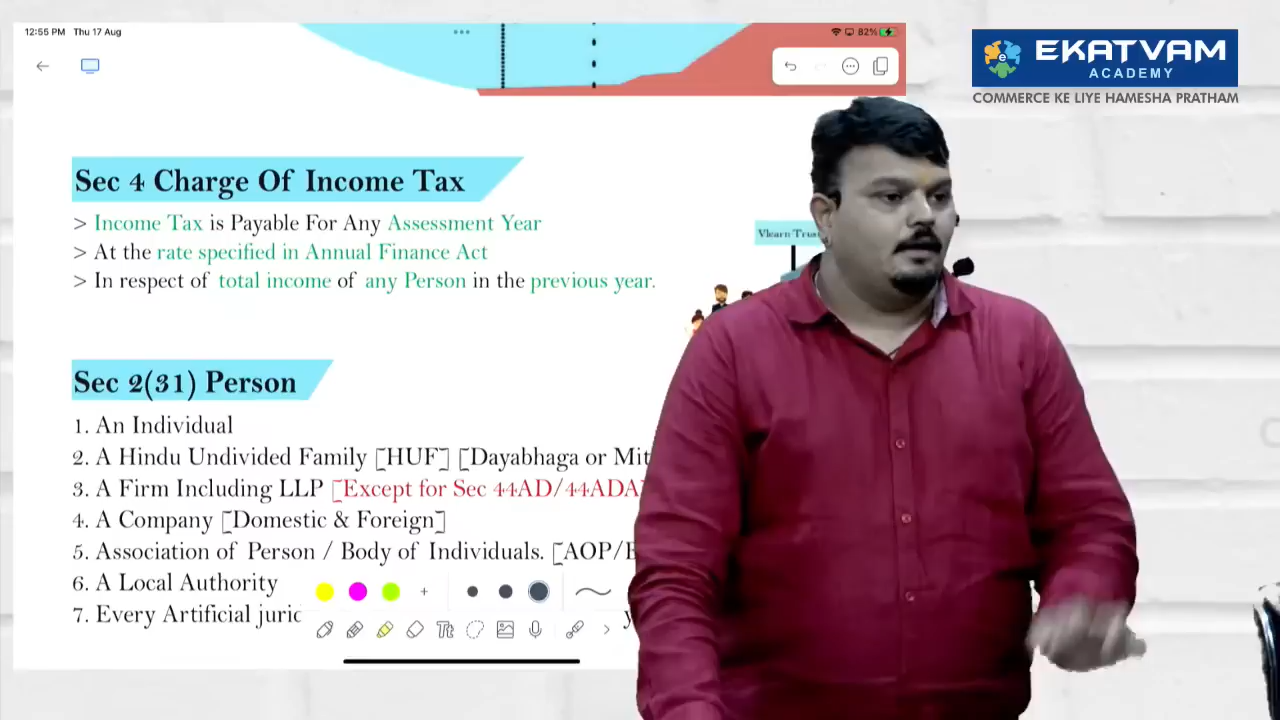 12:55 PM Thu 17 Aug
82%
EKATVAM
ACADEMY
COMMERCE KE LIYE HAMESHA PRATHAM
Sec 4 Charge Of Income Tax
> Income Tax is Payable For Any Assessment Year
> At the rate specified in Annual Finance Act
> In respect of total income of any Person in the previous year.
Vlearn Trust
Sec 2(31) Person
1. An Individual
2. A Hindu Undivided Family [HUF] [Dayabhaga or
3. A Firm Including LLP [Except for Sec 44AD/44ADA
4. A Company [Domestic & Foreign]
5. Association of Person / Body of Individuals. [AOP/
6. A Local Authority
7. Every Artificial
Tt